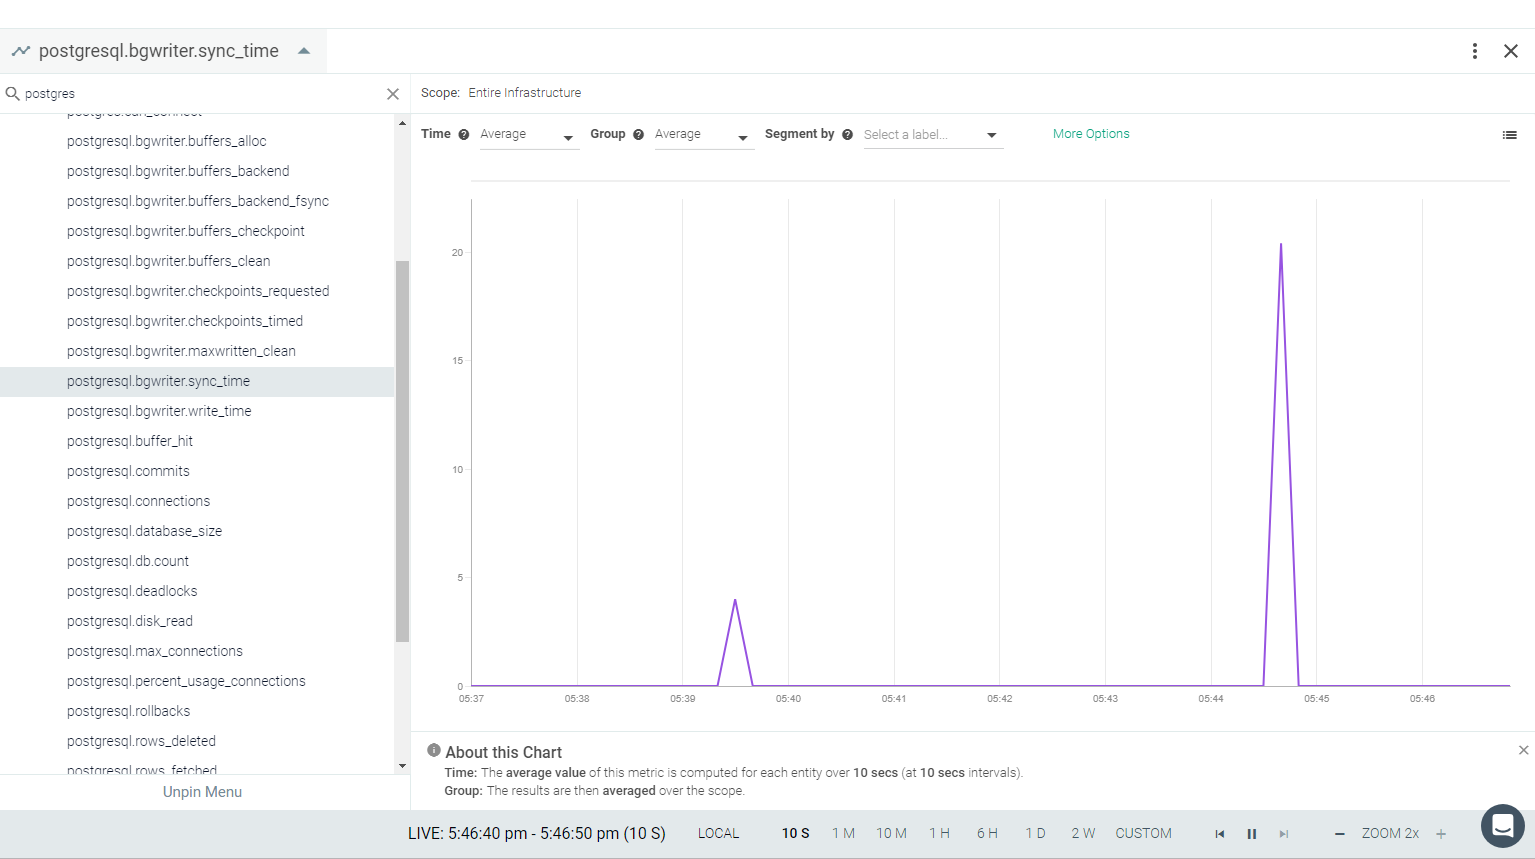 postgresql.bgwriter.sync_time
postgres
Scope: Entire Infrastructure
postgres.can_connect
postgresql.bgwriter.buffers_alloc
postgresql.bgwriter.buffers_backend
postgresql.bgwriter.buffers_backend_fsync
postgresql.bgwriter.buffers_checkpoint
postgresql.bgwriter.buffers_clean
postgresql.bgwriter.checkpoints_requested
postgresql.bgwriter.checkpoints_timed
postgresql.bgwriter.maxwritten_clean
postgresql.bgwriter.sync_time
postgresql.bgwriter.write_time
postgresql.buffer_hit
postgresql.commits
postgresql.connections
postgresql.database_size
postgresql.db.count
postgresql.deadlocks
postgresql.disk_read
postgresql.max_connections
postgresql.percent_usage_connections
postgresql.rollbacks
postgresql.rows_deleted
postgresql.rows_fetched
Unpin Menu
Time ? Average Group ? Average Segment by ? Select a label... More Options
20
15
10
5
0
05:37 05:38 05:39 05:40 05:41 05:42 05:43 05:44 05:45 05:46
About this Chart
Time: The average value of this metric is computed for each entity over 10 secs (at 10 secs intervals).
Group: The results are then averaged over the scope.
LIVE: 5:46:40 pm - 5:46:50 pm (10 S) LOCAL 10 S 1 M 10 M 1 H 6 H 1 D 2 W CUSTOM ZOOM 2x